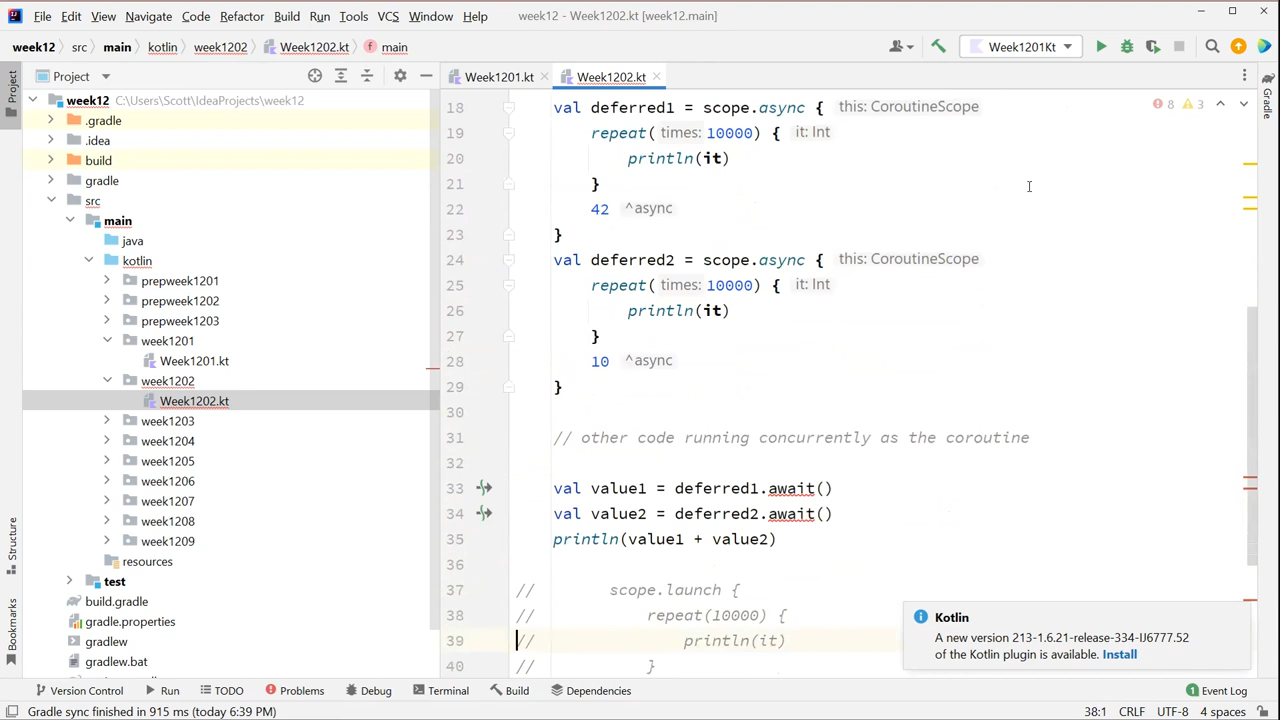 File Edit View Navigate Code Refactor Build Run Tools VCS Window Help week12 - Week1202.kt [week12.main]
week12 src main kotlin week1202 Week1202.kt main Week1201Kt
Project
Week1201.kt Week1202.kt
week12 C:\Users\Scott\IdeaProjects\week12
.gradle
.idea
build
gradle
src
main
java
kotlin
prepweek1201
prepweek1202
prepweek1203
week1201
Week1201.kt
week1202
Week1202.kt
week1203
week1204
week1205
week1206
week1207
week1208
week1209
resources
test
build.gradle
gradle.properties
gradlew
gradlew.bat
Project
Structure
Bookmarks
Gradle
8 3
18 val deferred1 = scope.async { this: CoroutineScope
19 repeat( times: 10000) { it: Int
20 println(it)
21 }
22 42 ^async
23 }
24 val deferred2 = scope.async { this: CoroutineScope
25 repeat( times: 10000) { it: Int
26 println(it)
27 }
28 10 ^async
29 }
30
31 // other code running concurrently as the coroutine
32
33 val value1 = deferred1.await()
34 val value2 = deferred2.await()
35 println(value1 + value2)
36
37 // scope.launch {
38 // repeat(10000) {
39 // println(it)
40 // }
Kotlin
A new version 213-1.6.21-release-334-IJ6777.52
of the Kotlin plugin is available. Install
Version Control Run TODO Problems Debug Terminal Build Dependencies 1 Event Log
Gradle sync finished in 915 ms (today 6:39 PM) 38:1 CRLF UTF-8 4 spaces